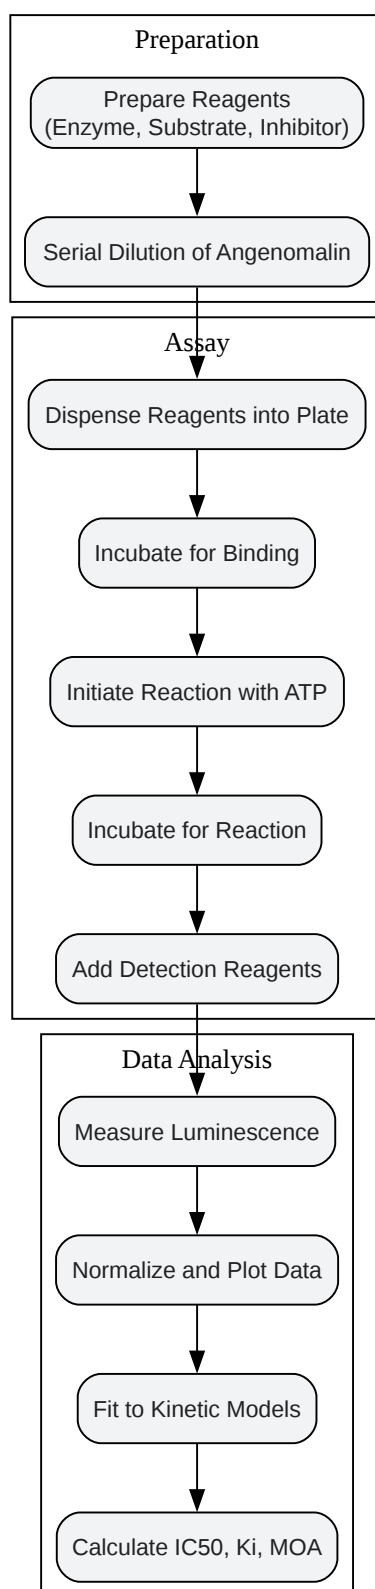 Preparation
Prepare Reagents
(Enzyme, Substrate, Inhibitor)
Serial Dilution of Angenomalin
Assay
Dispense Reagents into Plate
Incubate for Binding
Initiate Reaction with ATP
Incubate for Reaction
Add Detection Reagents
Data Analysis
Measure Luminescence
Normalize and Plot Data
Fit to Kinetic Models
Calculate IC50, Ki, MOA